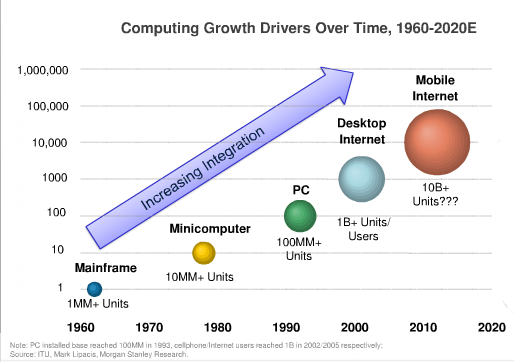 Computing Growth Drivers Over Time, 1960-2020E
1,000,000
100,000
10,000
1000
100
10
1
Increasing Integration
Mobile
Internet
10B+
Units???
Desktop
Internet
1B+ Units/
Users
PC
100MM+
Units
Minicomputer
10MM+ Units
Mainframe
1MM+ Units
1960 1970 1980 1990 2000 2010 2020
Note: PC installed base reached 100MM in 1993, cellphone/Internet users reached 1B in 2002/2005 respectively;
Source: ITU, Mark Lipacis, Morgan Stanley Research.